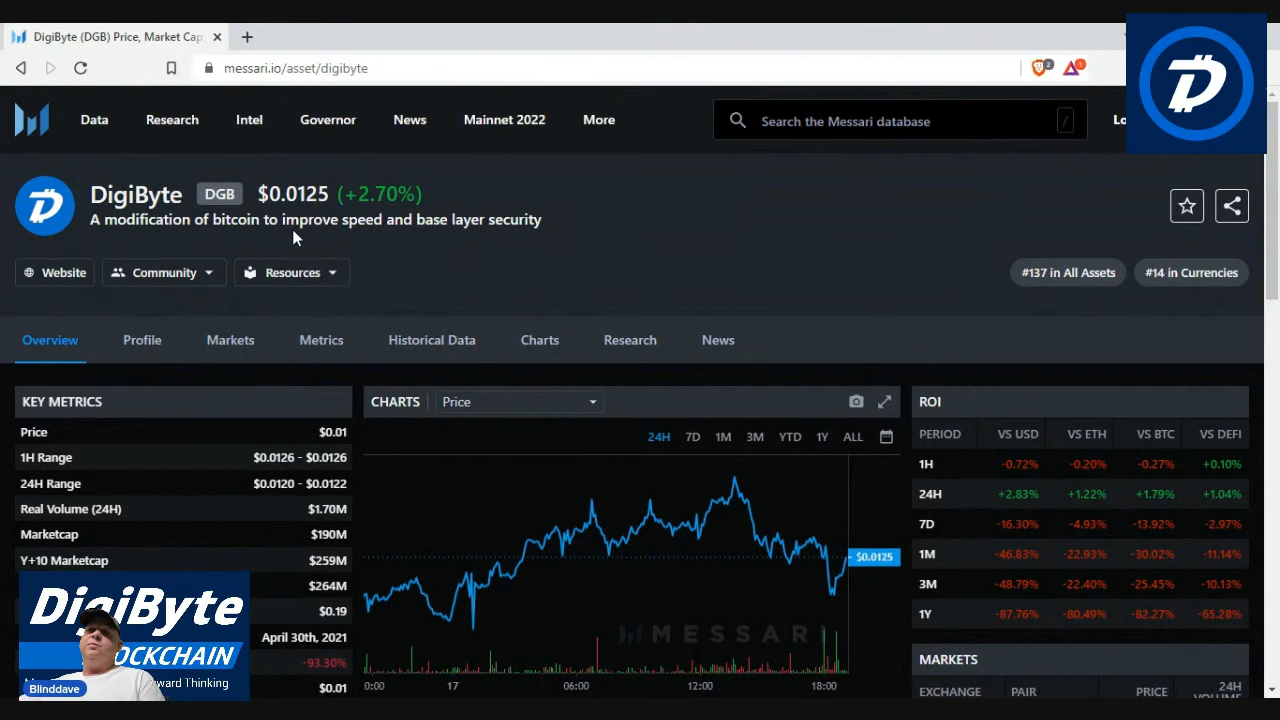 DigiByte (DGB) Price, Market Cap
messari.io/asset/digibyte
2
1
Data Research Intel Governor News Mainnet 2022 More
Search the Messari database /
DigiByte DGB $0.0125 (+2.70%)
A modification of bitcoin to improve speed and base layer security
Website Community Resources
#137 in All Assets #14 in Currencies
Overview Profile Markets Metrics Historical Data Charts Research News
KEY METRICS
Price $0.01
1H Range $0.0126 - $0.0126
24H Range $0.0120 - $0.0122
Real Volume (24H) $1.70M
Marketcap $190M
Y+10 Marketcap $259M
$264M
$0.19
April 30th, 2021
-93.30%
$0.01
CHARTS Price
24H 7D 1M 3M YTD 1Y ALL
$0.0125
MESSARI
17 06:00 12:00 18:00
ROI
PERIOD VS USD VS ETH VS BTC VS DEFI
1H -0.72% -0.20% -0.27% +0.10%
24H +2.83% +1.22% +1.79% +1.04%
7D -16.30% -4.93% -13.92% -2.97%
1M -46.83% -22.93% -30.02% -11.14%
3M -48.79% -22.40% -25.45% -10.13%
1Y -87.76% -80.49% -82.27% -65.28%
MARKETS
EXCHANGE PAIR PRICE 24H
VOLUME
DigiByte
OCKCHAIN
ward Thinking
Blinddave